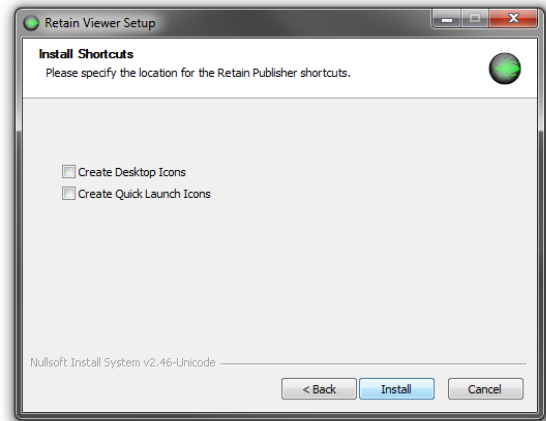 Retain Viewer Setup
Install Shortcuts
Please specify the location for the Retain Publisher shortcuts.
Create Desktop Icons
Create Quick Launch Icons
Nullsoft Install System v2.46-Unicode
< Back Install Cancel